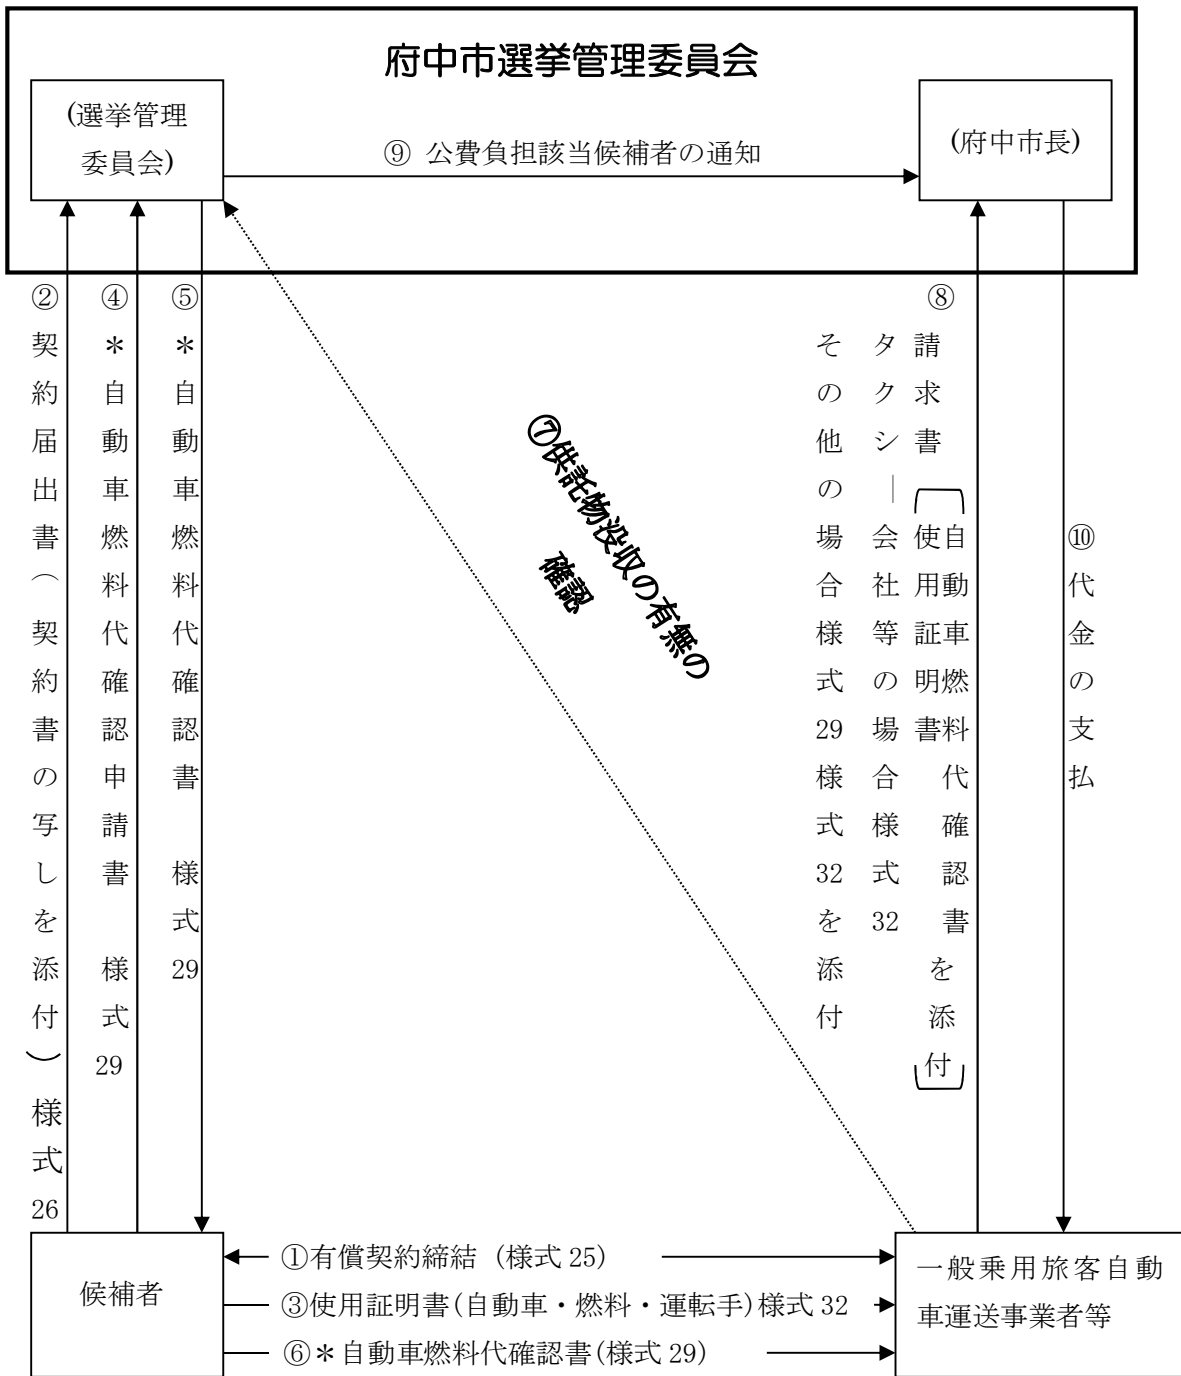 府中市選挙管理委員会
(選挙管理
委員会)
⑨ 公費負担該当候補者の通知
(府中市長)
②契約届出書(契約書の写しを添付)様式26
④*自動車燃料代確認申請書 様式29
⑤*自動車燃料代確認書 様式29
⑦供託物没収の有無の
確認
⑧請求書
自動車燃料代確認書を添付
使用証明書
タクシー会社等の場合様式32
その他の場合様式29様式32を添付
⑩代金の支払
候補者
①有償契約締結 (様式 25)
③使用証明書(自動車・燃料・運転手)様式 32
⑥*自動車燃料代確認書(様式 29)
一般乗用旅客自動
車運送事業者等